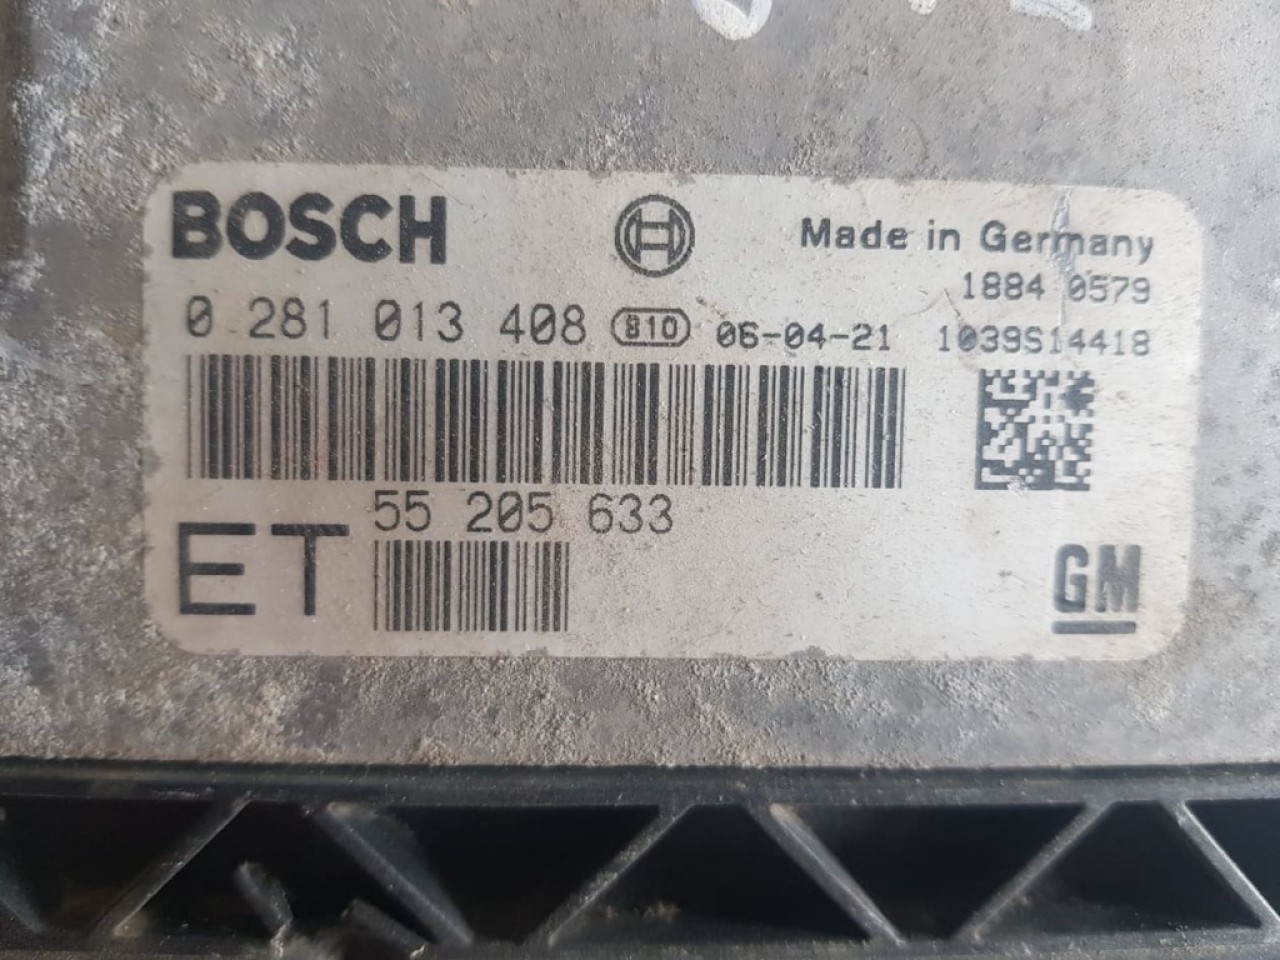 BOSCH
Made in Germany
1884 0579
0 281 013 408 810 06-04-21 1039S14418
55 205 633
ET
GM